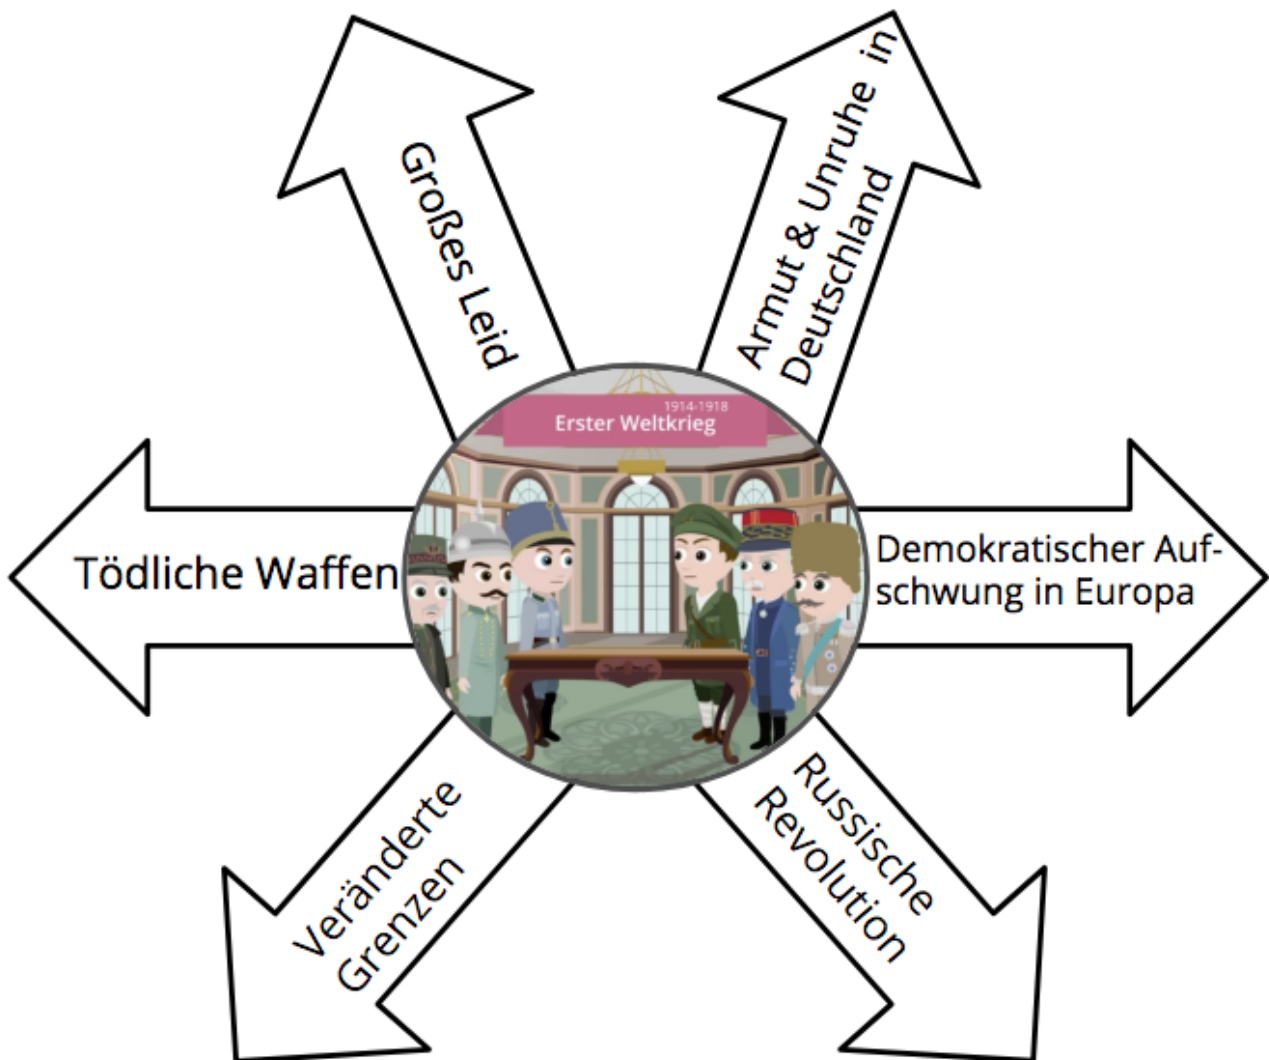 Großes Leid
Armut & Unruhe in
Deutschland
1914-1918
Erster Weltkrieg
Tödliche Waffen
Demokratischer Auf-
schwung in Europa
Veränderte
Grenzen
Russische
Revolution